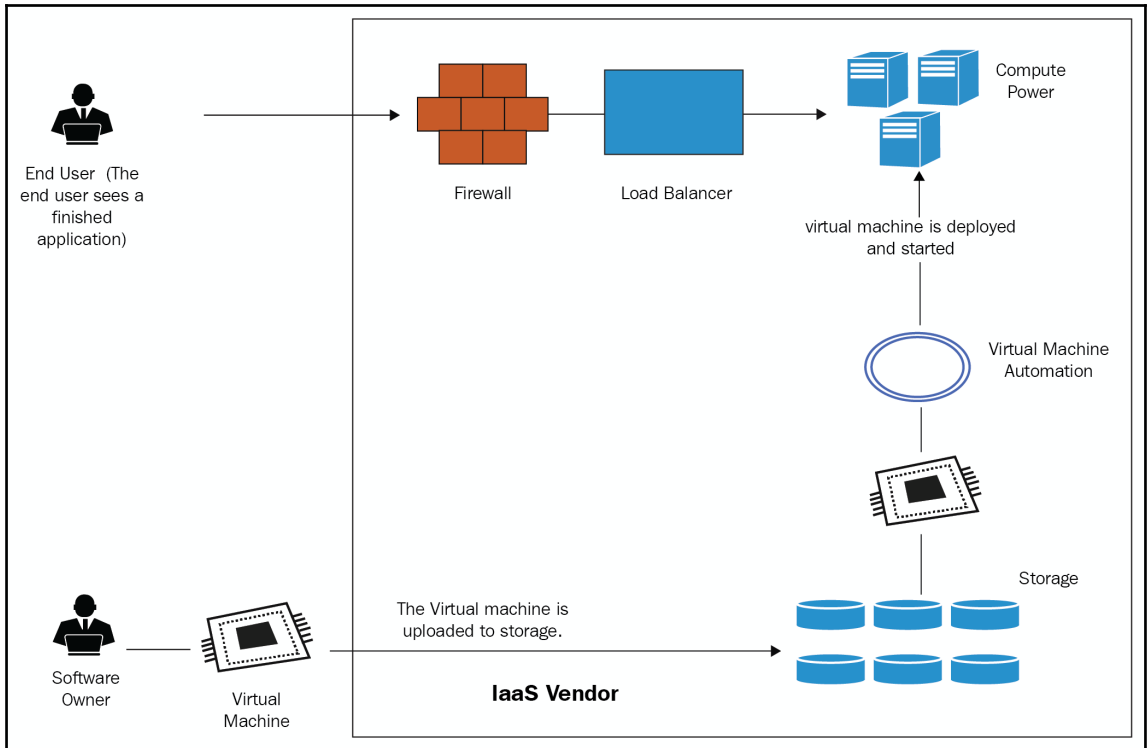 End User (The
end user sees a
finished
application)
Firewall
Load Balancer
Compute
Power
virtual machine is deployed
and started
Virtual Machine
Automation
Storage
Software
Owner
Virtual
Machine
The Virtual machine is
uploaded to storage.
IaaS Vendor